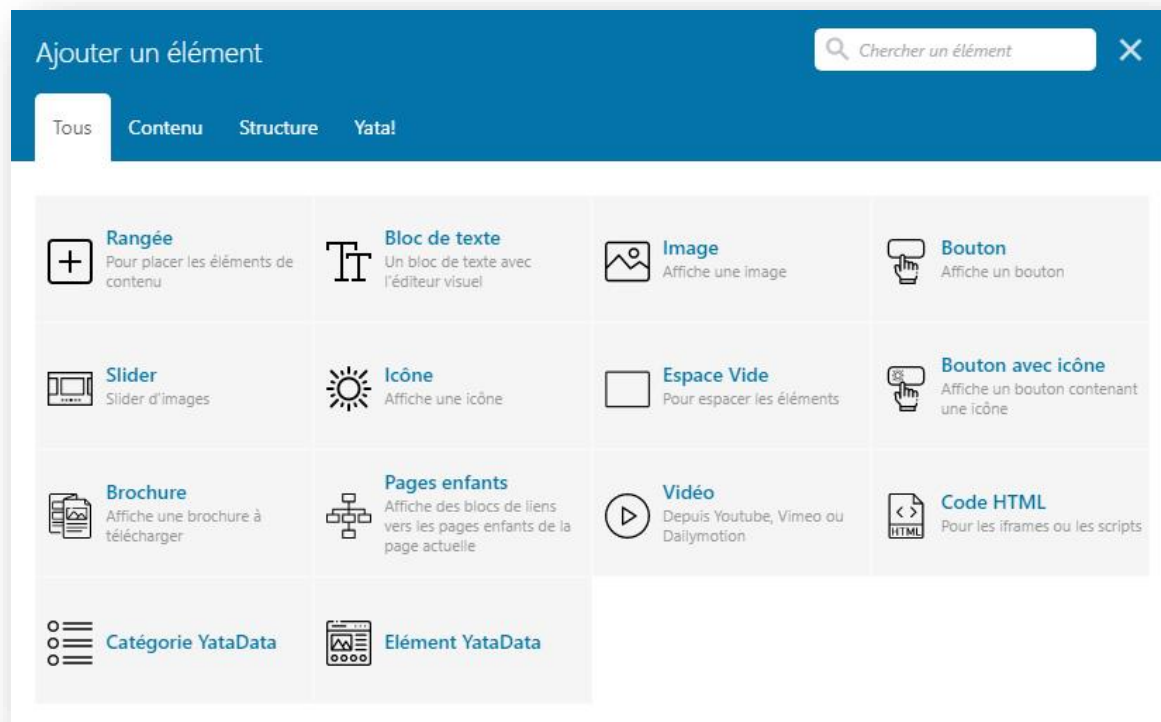 Ajouter un élément
Chercher un élément
Tous
Contenu
Structure
Yata!
Rangée
Pour placer les éléments de
contenu
Bloc de texte
Un bloc de texte avec
l'éditeur visuel
Image
Affiche une image
Bouton
Affiche un bouton
Slider
Slider d'images
Icône
Affiche une icône
Espace Vide
Pour espacer les éléments
Bouton avec icône
Affiche un bouton contenant
une icône
Brochure
Affiche une brochure à
télécharger
Pages enfants
Affiche des blocs de liens
vers les pages enfants de la
page actuelle
Vidéo
Depuis Youtube, Vimeo ou
Dailymotion
HTML
Code HTML
Pour les iframes ou les scripts
Catégorie YataData
Elément YataData